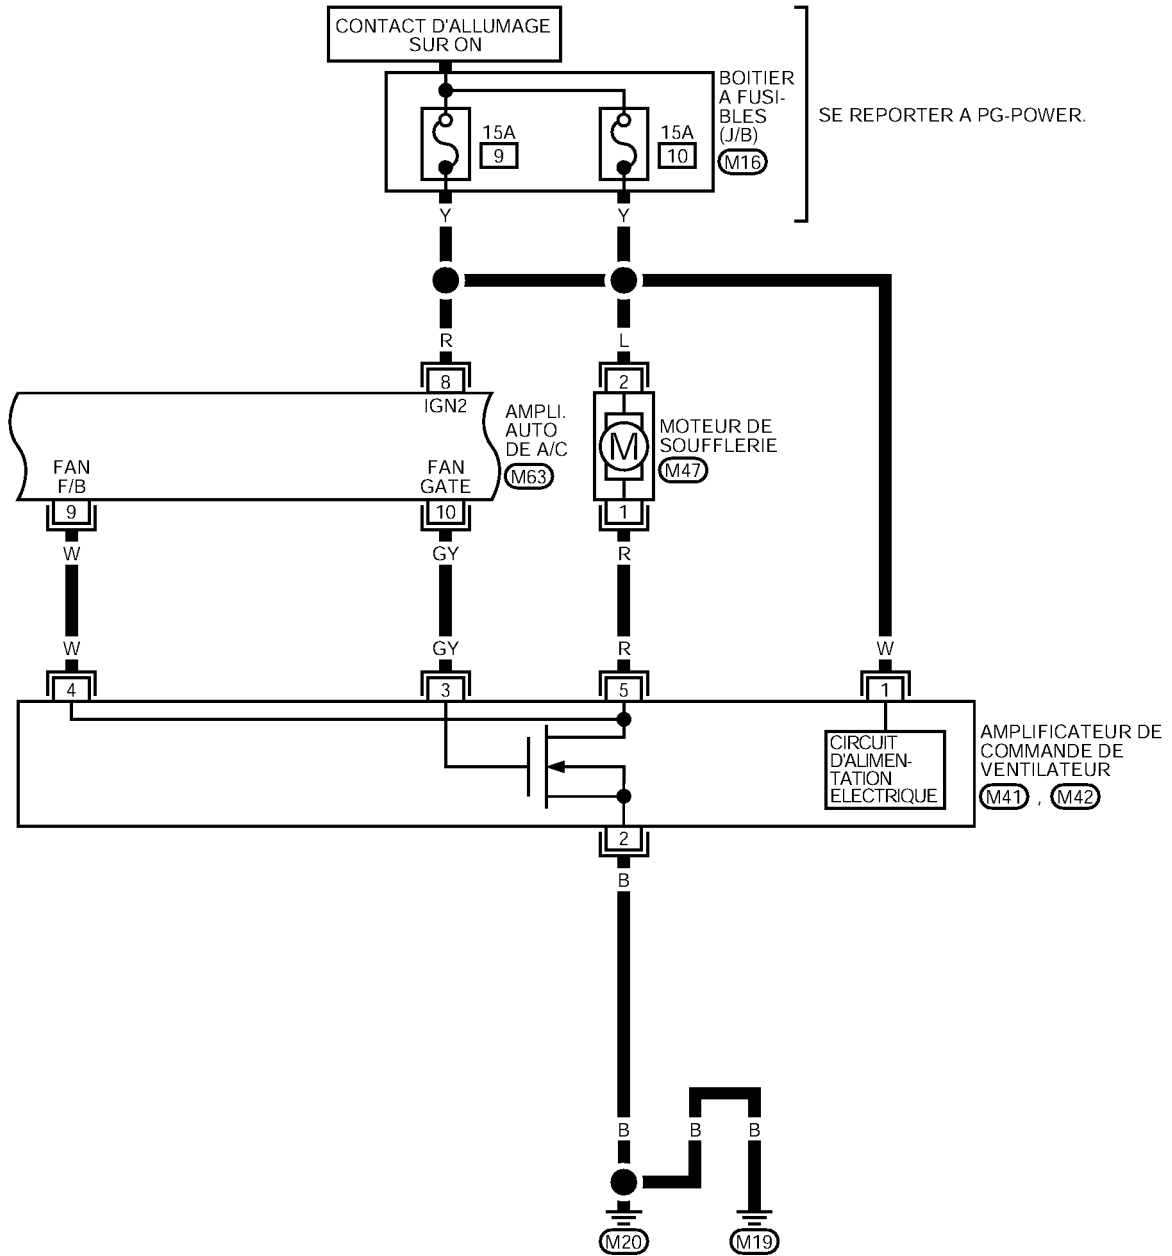 CONTACT D'ALLUMAGE
SUR ON
BOITIER
A FUSI-
BLES
(J/B)
M16
SE REPORTER A PG-POWER.
15A
9
15A
10
Y
Y
R
L
8
2
IGN2
AMPLI.
AUTO
DE A/C
M63
M
MOTEUR DE
SOUFFLERIE
M47
FAN
F/B
FAN
GATE
9
10
1
W
GY
R
W
GY
R
W
4
3
5
1
CIRCUIT
D'ALIMEN-
TATION
ELECTRIQUE
AMPLIFICATEUR DE
COMMANDE DE
VENTILATEUR
M41 , M42
2
B
B
B
B
M20
M19